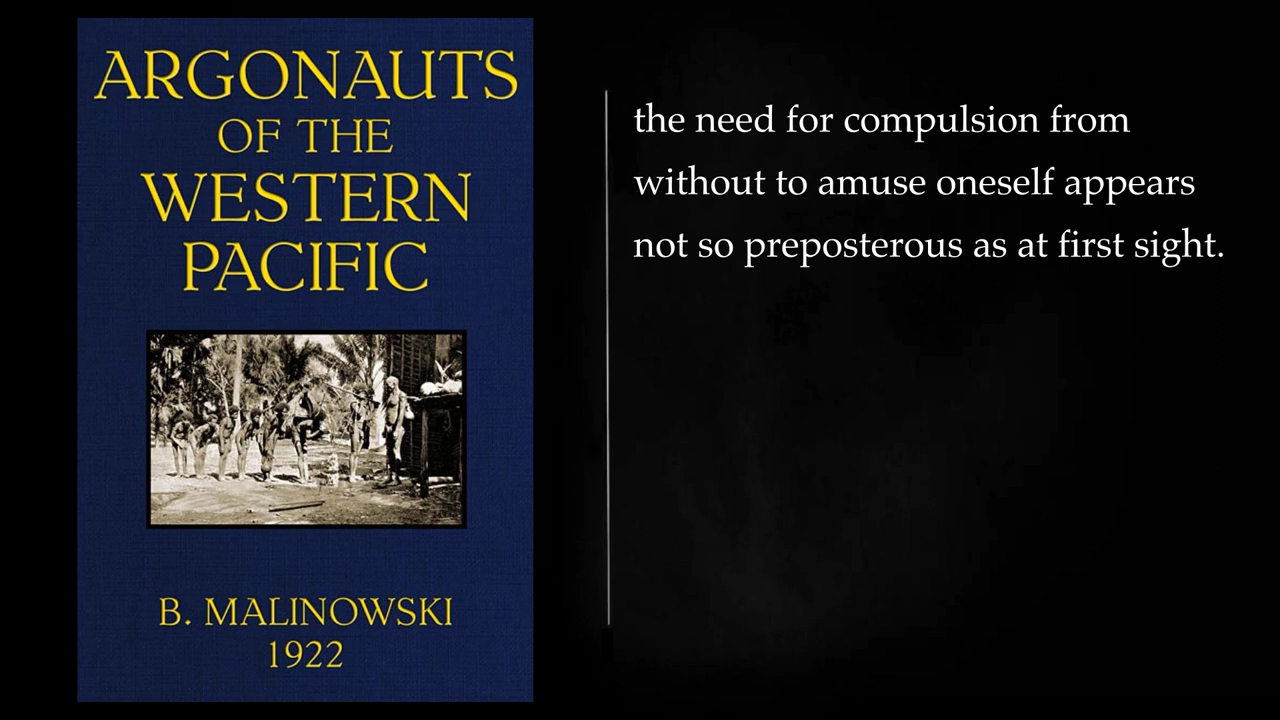 ARGONAUTS
OF THE
WESTERN
PACIFIC
B. MALINOWSKI
1922
the need for compulsion from
without to amuse oneself appears
not so preposterous as at first sight.